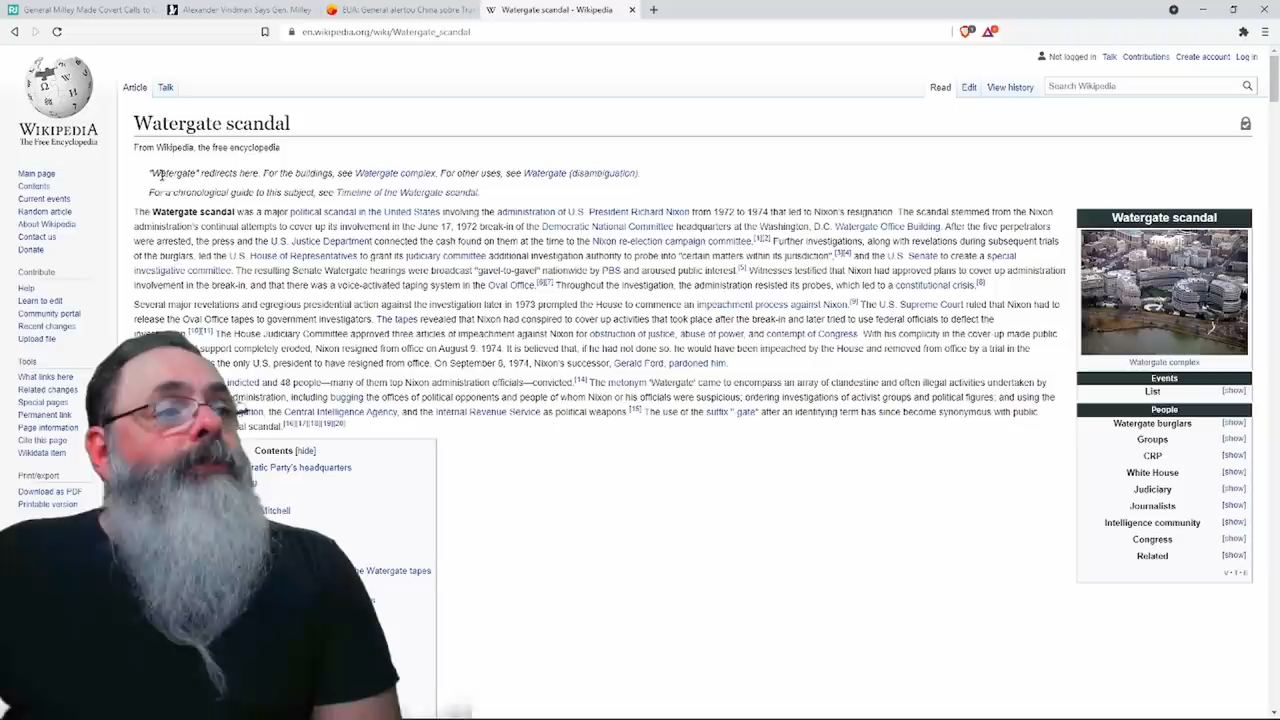 General Milley Made Covert Calls to
Alexander Vindman Says Gen. Milley
EUA: General alertou China sobre
Watergate scandal - Wikipedia
en.wikipedia.org/wiki/Watergate_scandal
Not logged in Talk Contributions Create account Log in
Article Talk
Read Edit View history
Search Wikipedia
WIKIPEDIA
The Free Encyclopedia
Main page
Contents
Current events
Random article
About Wikipedia
Contact us
Donate
Contribute
Help
Learn to edit
Community portal
Recent changes
Upload file
Tools
What links here
Related changes
Special pages
Permanent link
Page information
Cite this page
Wikidata item
Print/export
Download as PDF
Printable version
Watergate scandal
From Wikipedia, the free encyclopedia
"Watergate" redirects here. For the buildings, see Watergate complex. For other uses, see Watergate (disambiguation).
For a chronological guide to this subject, see Timeline of the Watergate scandal.
The Watergate scandal was a major political scandal in the United States involving the administration of U.S. President Richard Nixon from 1972 to 1974 that led to Nixon's resignation. The scandal stemmed from the Nixon
administration's continual attempts to cover up its involvement in the June 17, 1972 break-in of the Democratic National Committee headquarters at the Washington, D.C. Watergate Office Building. After the five perpetrators
were arrested, the press and the U.S. Justice Department connected the cash found on them at the time to the Nixon re-election campaign committee.[1][2] Further investigations, along with revelations during subsequent trials
of the burglars, led the U.S. House of Representatives to grant its judiciary committee additional investigation authority to probe into "certain matters within its jurisdiction",[3][4] and the U.S. Senate to create a special
investigative committee. The resulting Senate Watergate hearings were broadcast "gavel-to-gavel" nationwide by PBS and aroused public interest.[5] Witnesses testified that Nixon had approved plans to cover up administration
involvement in the break-in, and that there was a voice-activated taping system in the Oval Office.[6][7] Throughout the investigation, the administration resisted its probes, which led to a constitutional crisis.[8]
Several major revelations and egregious presidential action against the investigation later in 1973 prompted the House to commence an impeachment process against Nixon.[9] The U.S. Supreme Court ruled that Nixon had to
release the Oval Office tapes to government investigators. The tapes revealed that Nixon had conspired to cover up activities that took place after the break-in and later tried to use federal officials to deflect the
[10][11] The House Judiciary Committee approved three articles of impeachment against Nixon for obstruction of justice, abuse of power, and contempt of Congress. With his complicity in the cover-up made public
support completely eroded, Nixon resigned from office on August 9, 1974. It is believed that, if he had not done so, he would have been impeached by the House and removed from office by a trial in the
the only U.S. president to have resigned from office. On September 8, 1974, Nixon's successor, Gerald Ford, pardoned him.
indicted and 48 people—many of them top Nixon administration officials—convicted.[14] The metonym 'Watergate' came to encompass an array of clandestine and often illegal activities undertaken by
including bugging the offices of political opponents and people of whom Nixon or his officials were suspicious; ordering investigations of activist groups and political figures; and using the
the Central Intelligence Agency, and the Internal Revenue Service as political weapons.[15] The use of the suffix "-gate" after an identifying term has since become synonymous with public
scandal.[16][17][18][19][20]
Contents [hide]
Party's headquarters
Mitchell
Watergate tapes
Watergate scandal
Watergate complex
Events
List [show]
People
Watergate burglars [show]
Groups [show]
CRP [show]
White House [show]
Judiciary [show]
Journalists [show]
Intelligence community [show]
Congress [show]
Related [show]
V · T · E